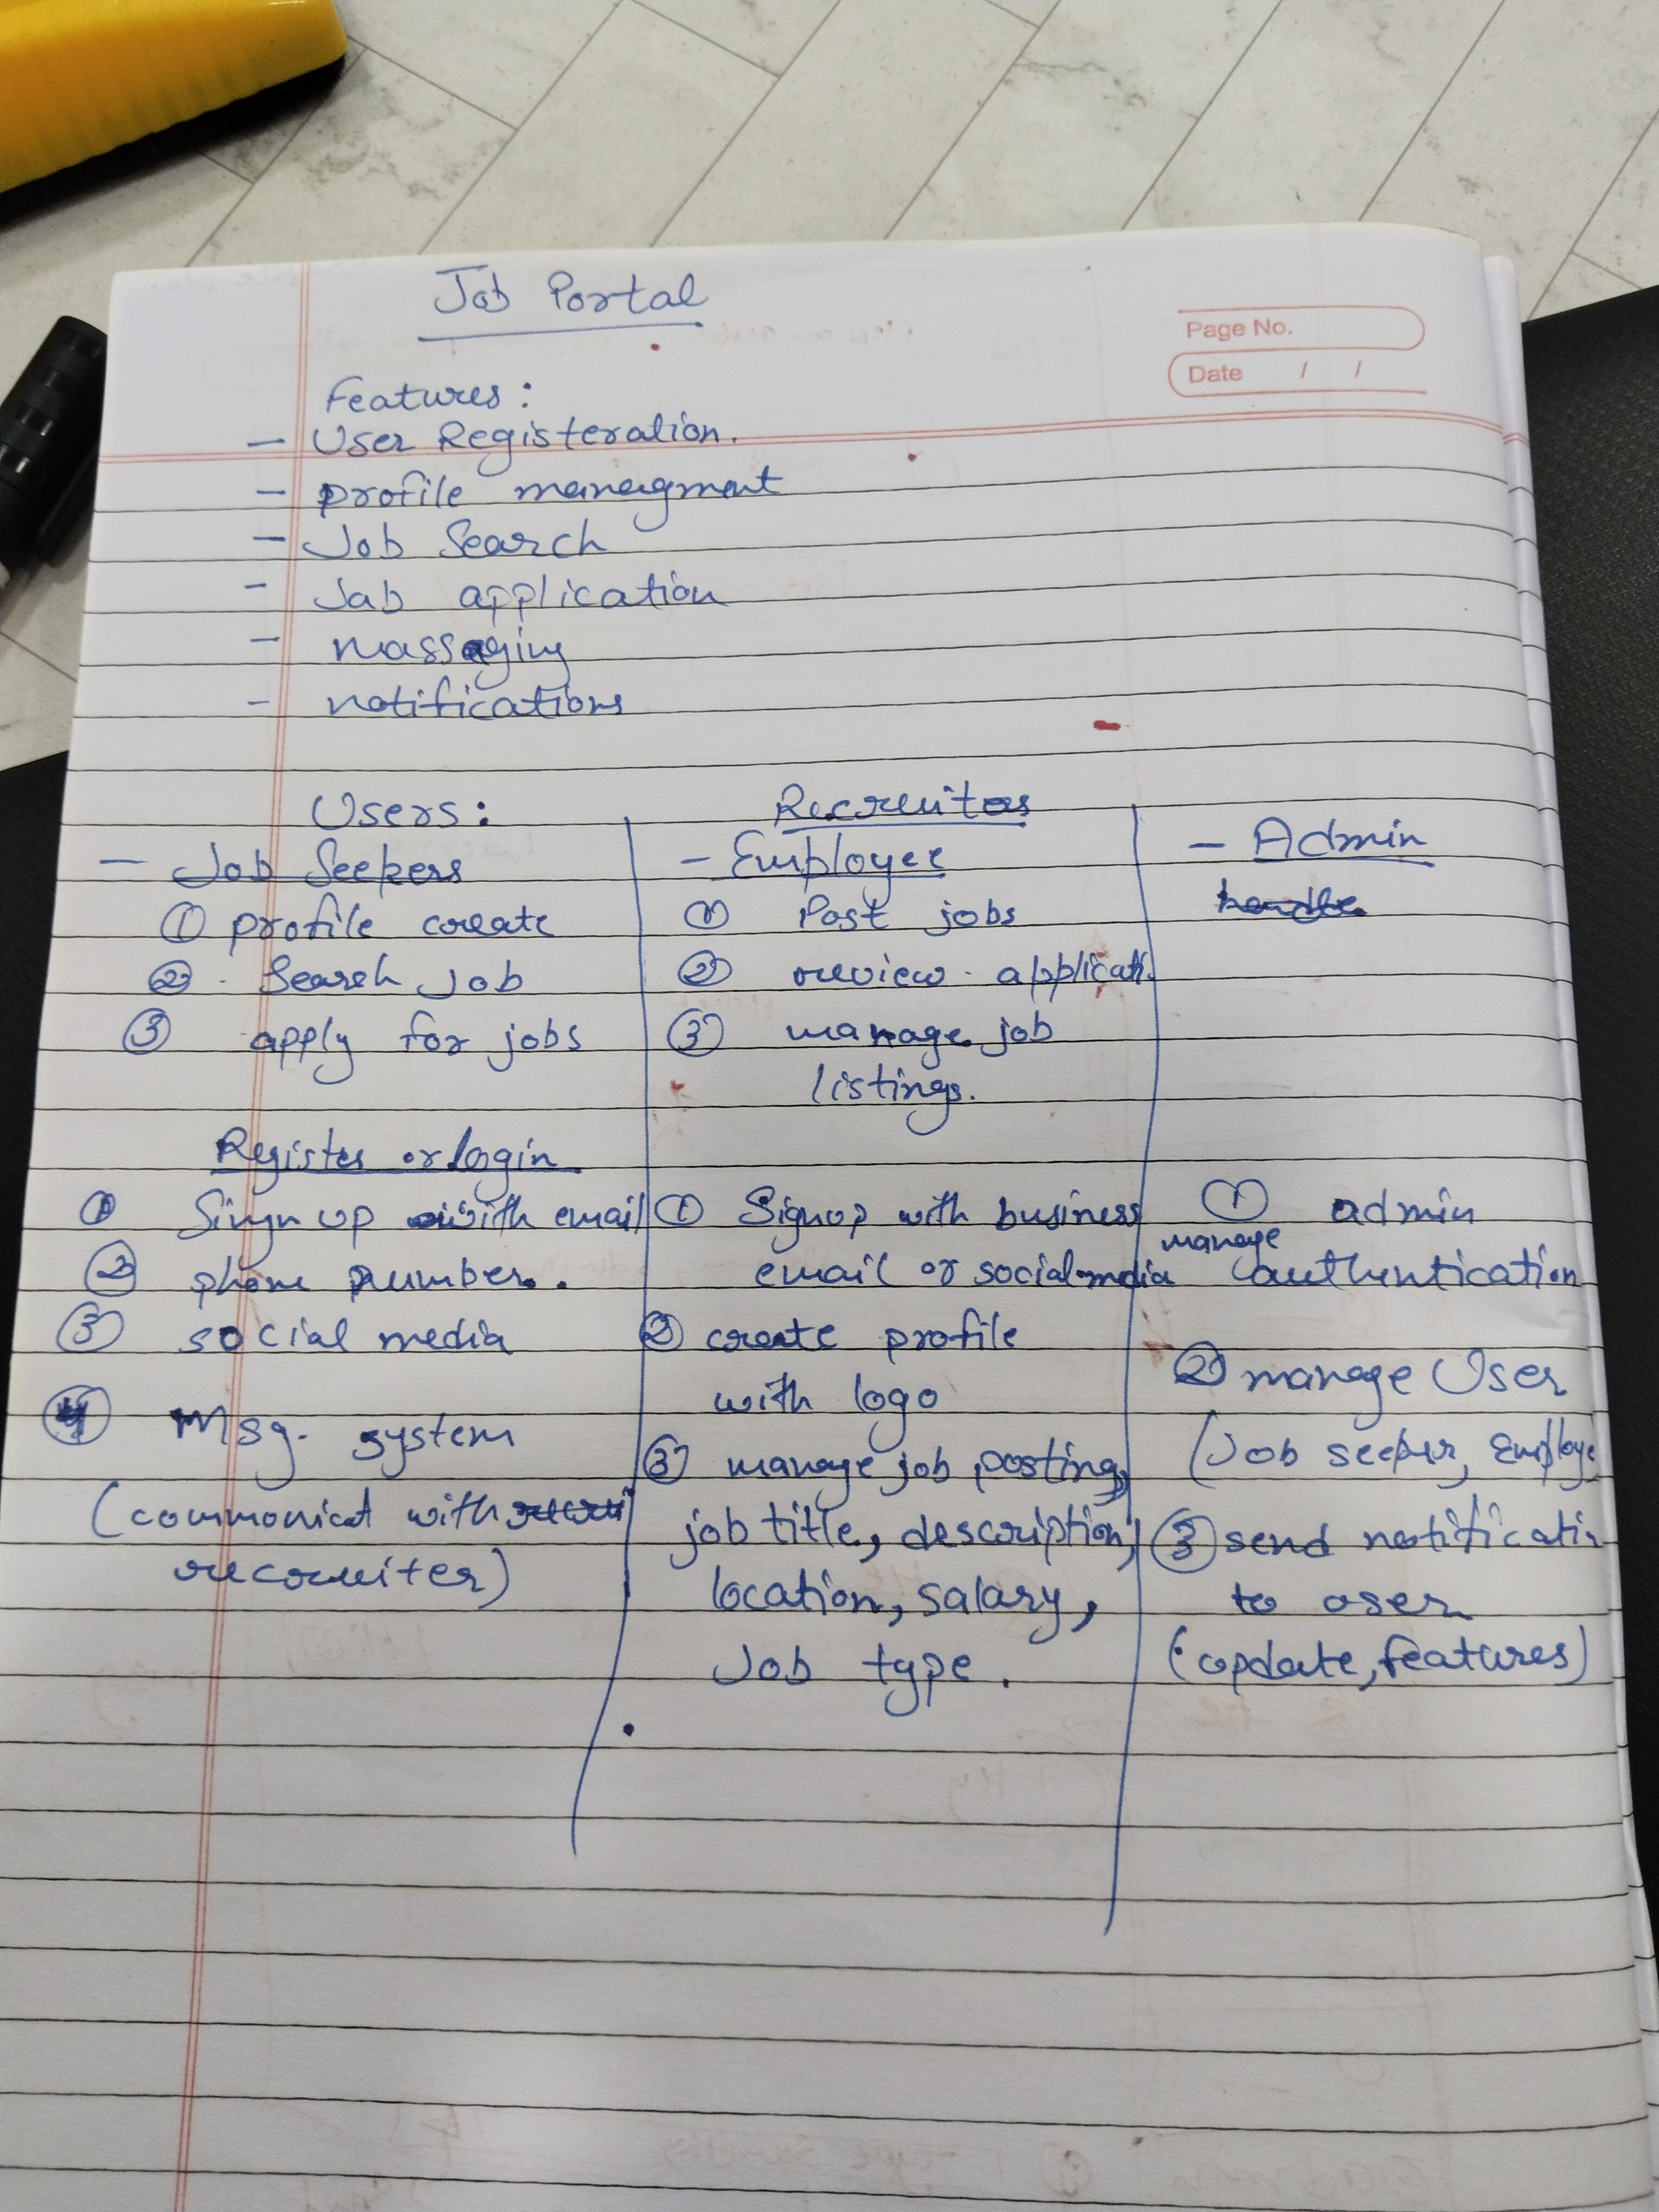 Job Portal
Page No.
Date / /
Features:
- User Registeration.
- profile managment
- Job Search
- Jab application
- massaging
- notifications
Users:
- Job Seekers
① profile create
② Search Job
③ apply for jobs
Register or login
① Singn up with email
② phone number.
③ social media
④ Msg. system
(communicat with
recruiter)
Recruitors
- Employee
① Post jobs
② review applicati.
③ manage job
listings.
① Signup with business
email or social media
② create profile
with logo
③ manage job posting,
job title, description,
location, salary,
Job type.
- Admin
handle
① admin
manage authentication
② manage User
(Job seeker, Employe
③ send notificatio
to user
(update, features)